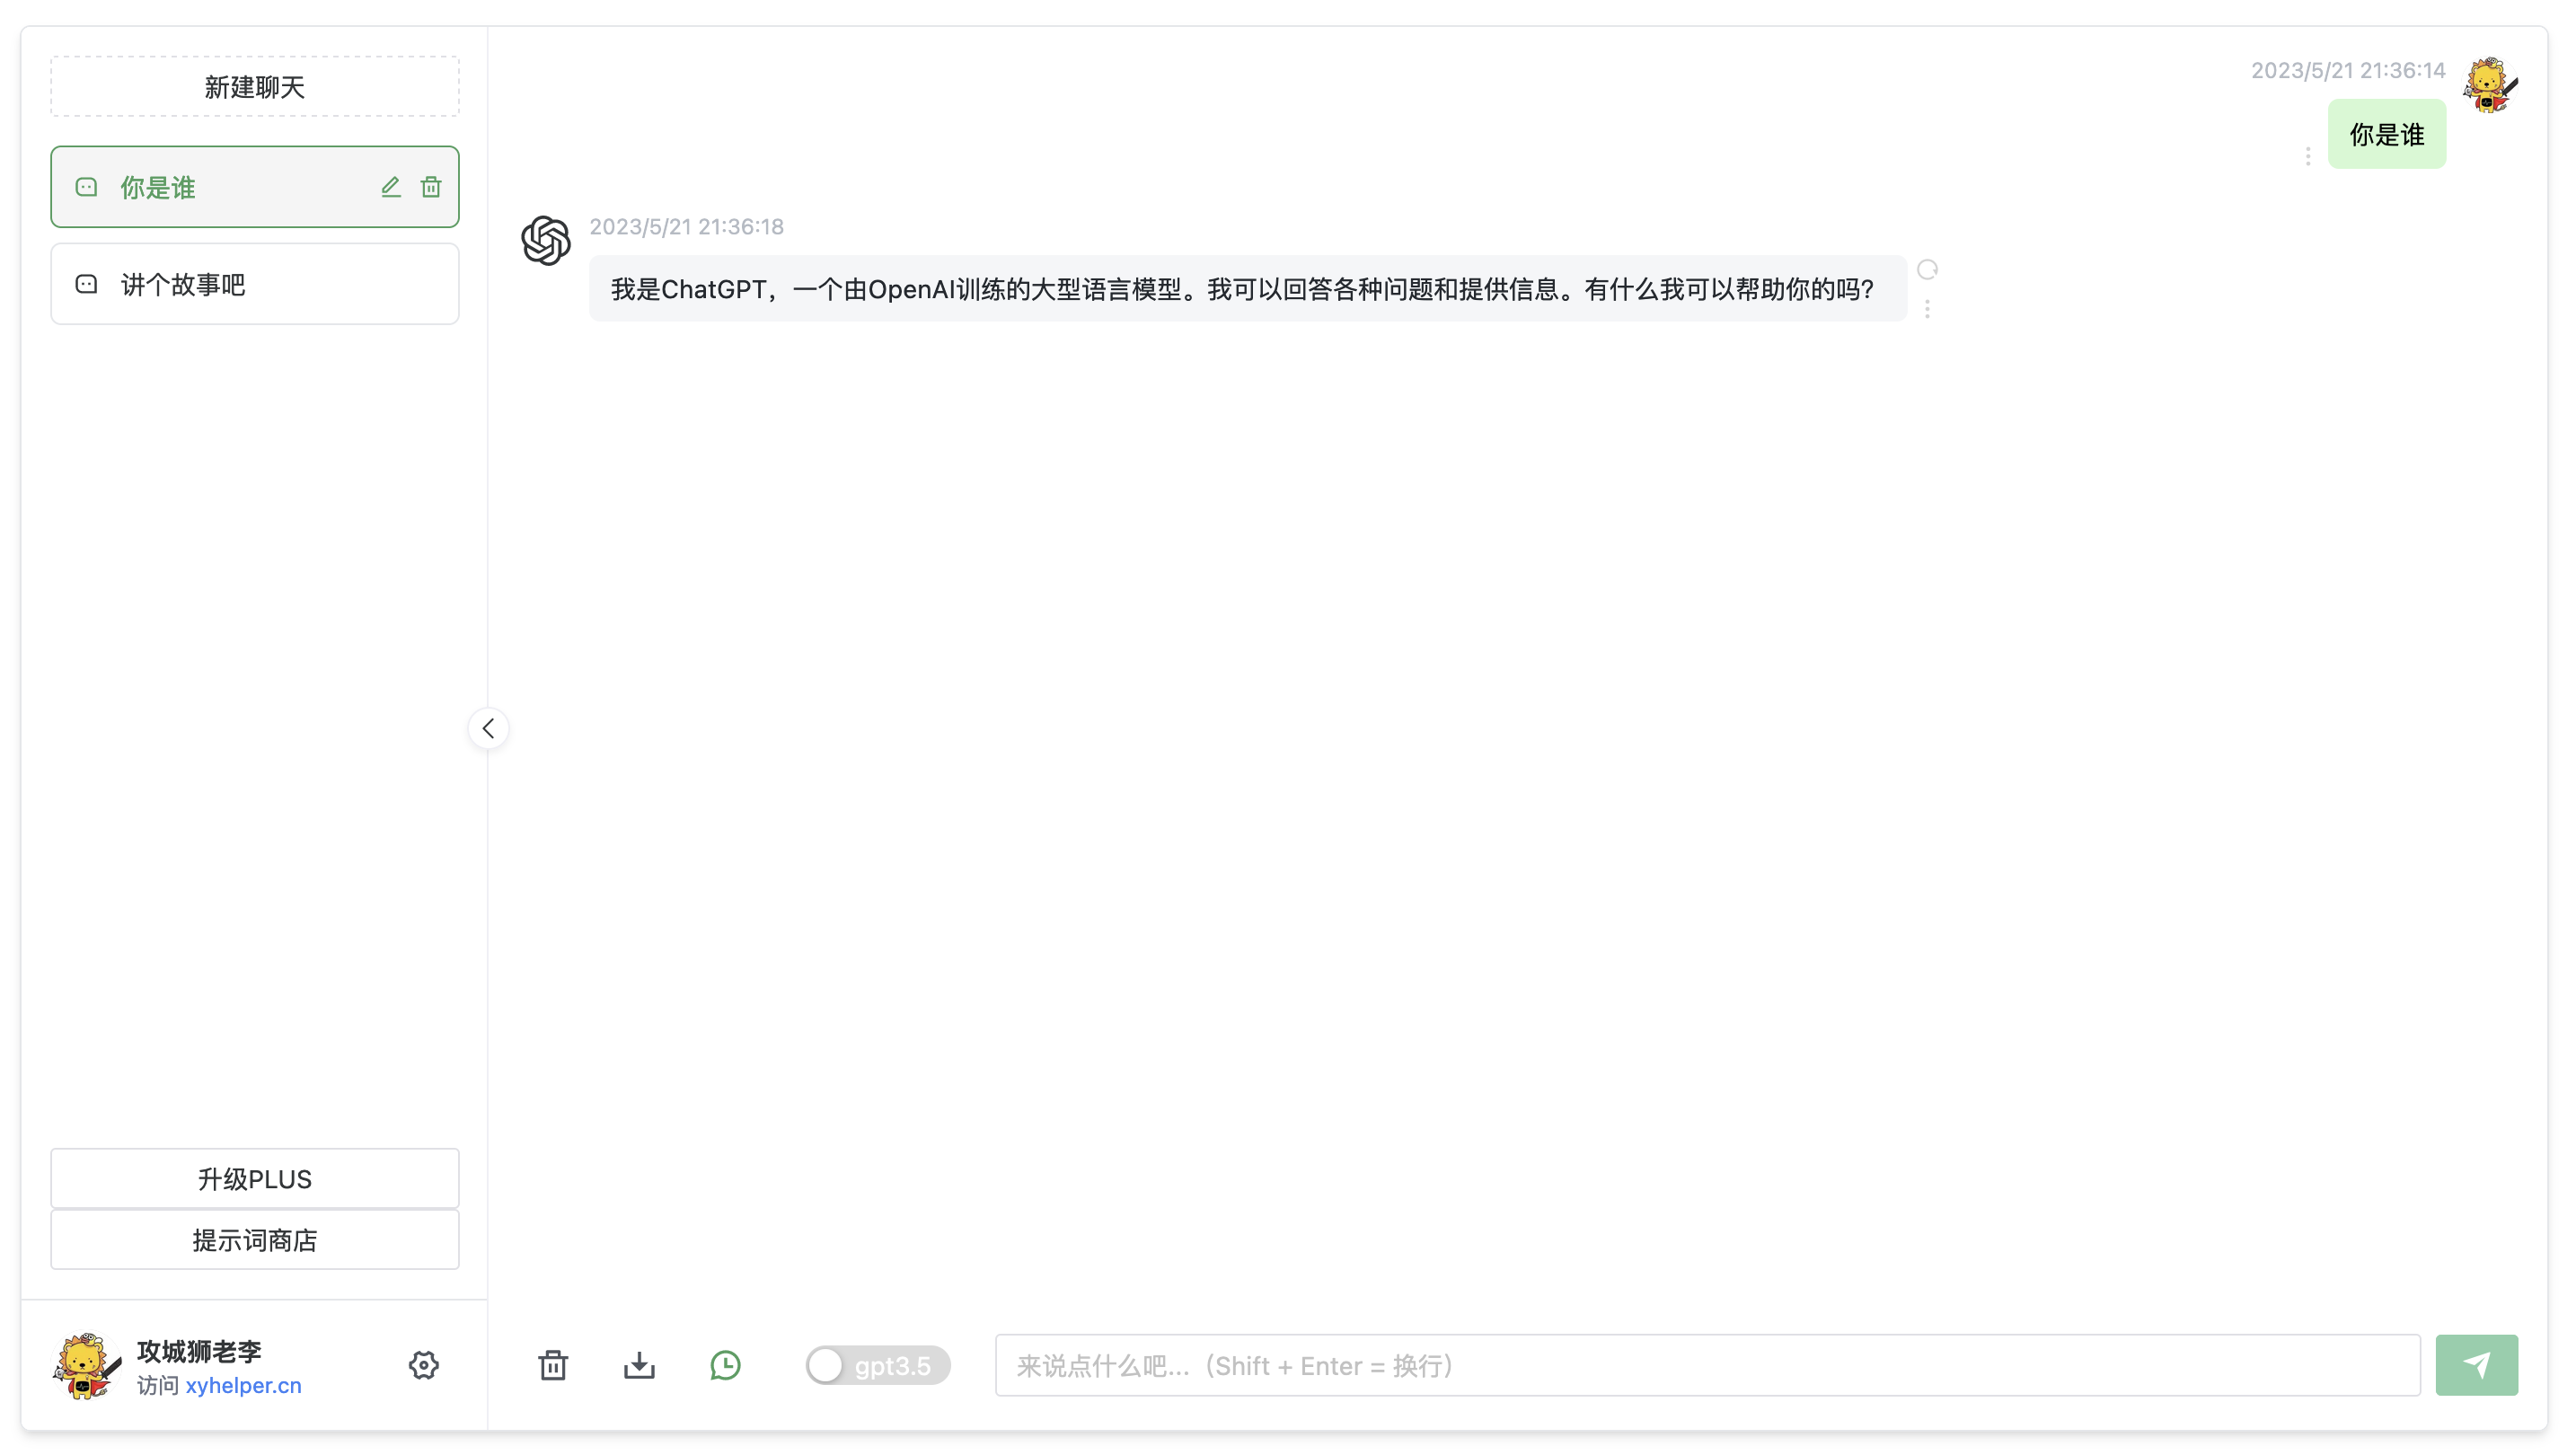 新建聊天
你是谁
讲个故事吧
升级PLUS
提示词商店
攻城狮老李
访问 xyhelper.cn
2023/5/21 21:36:14
你是谁
2023/5/21 21:36:18
我是ChatGPT，一个由OpenAI训练的大型语言模型。我可以回答各种问题和提供信息。有什么我可以帮助你的吗？
gpt3.5
来说点什么吧...（Shift + Enter = 换行）